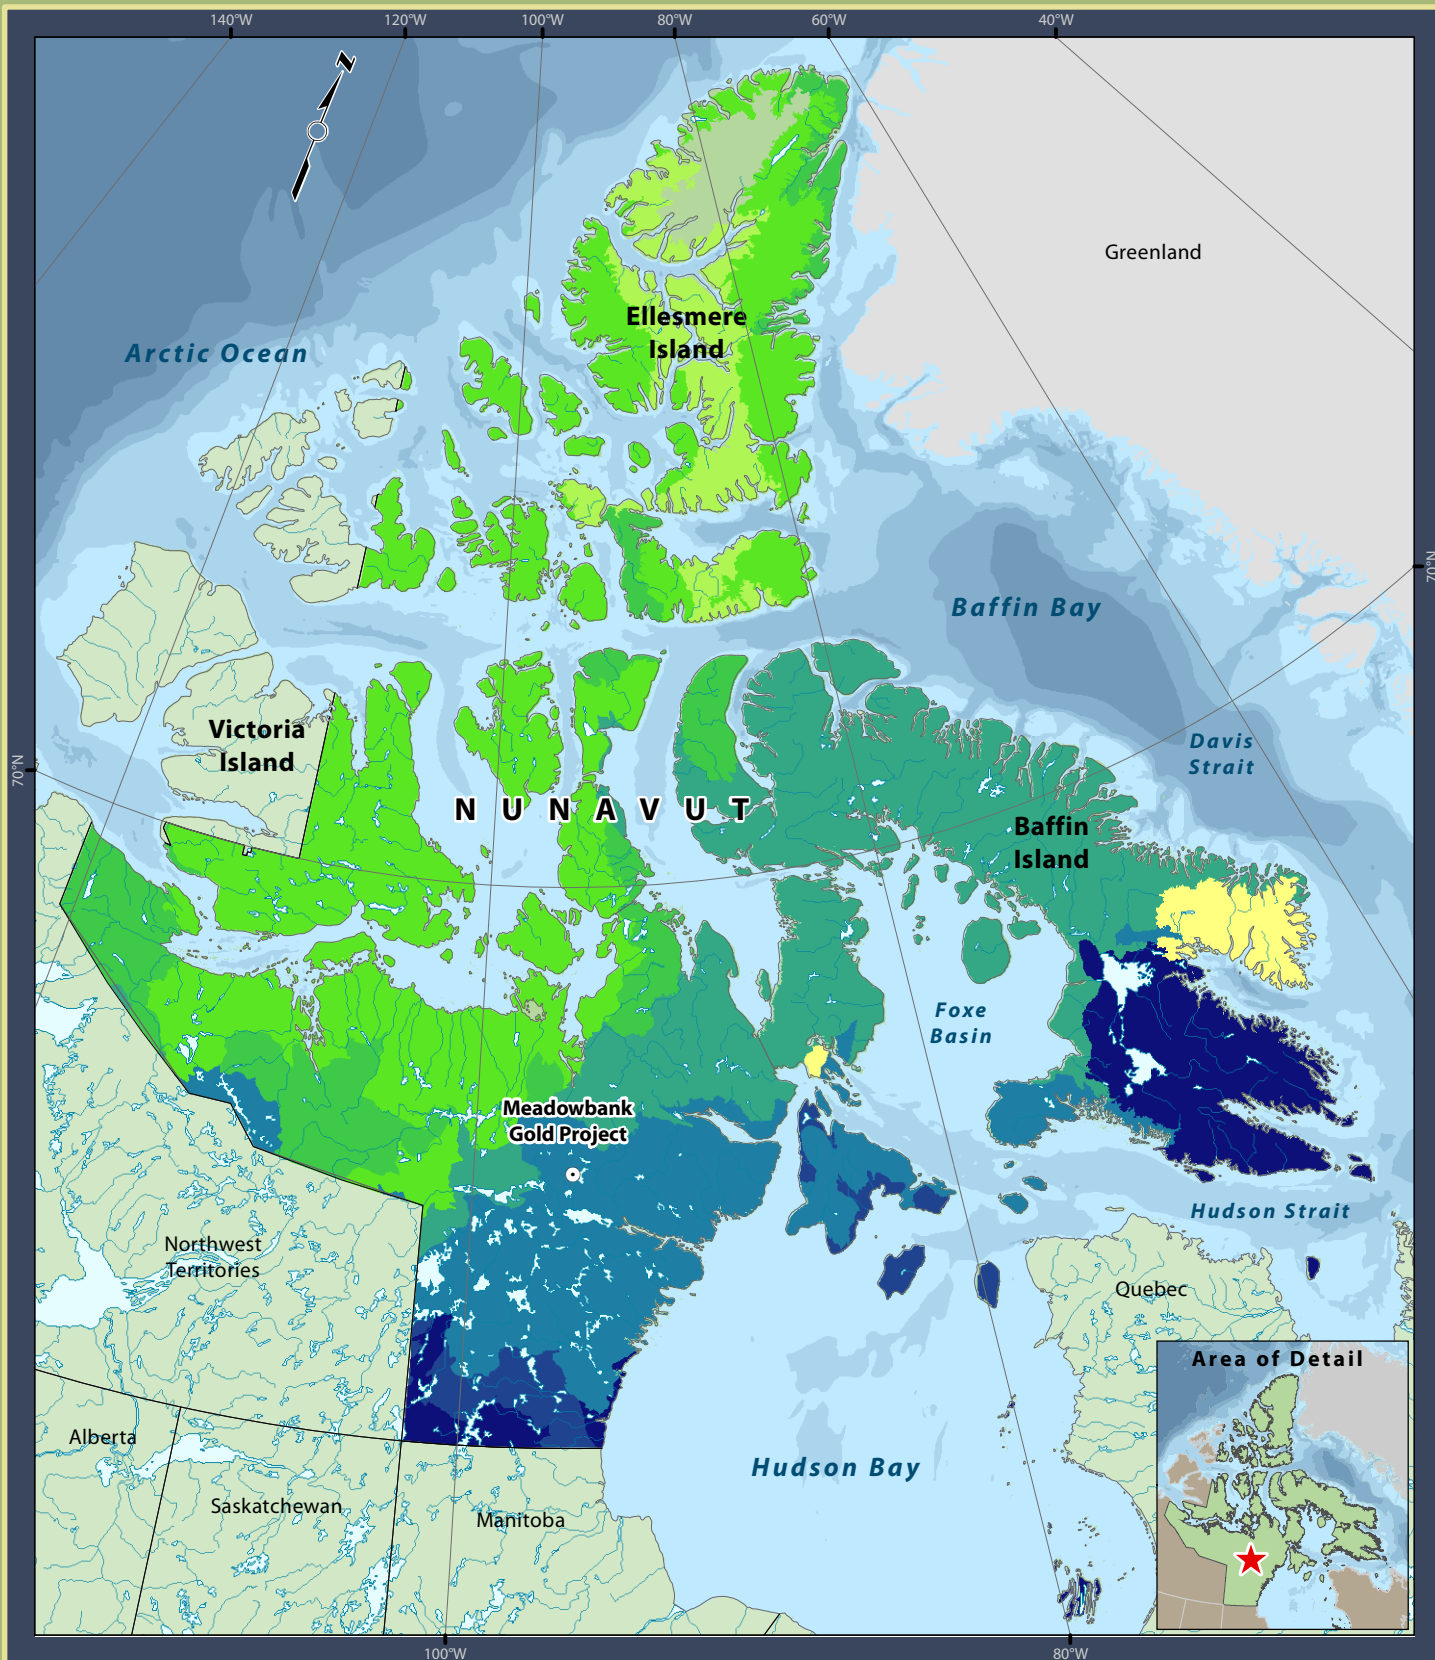 140°W
120°W
100°W
80°W
60°W
40°W
N
Greenland
Ellesmere
Island
Arctic Ocean
70°N
Baffin Bay
Victoria
Island
Davis
Strait
70°N
NUNAVUT
Baffin
Island
Foxe
Basin
Meadowbank
Gold Project
Hudson Strait
Northwest
Territories
Quebec
Area of Detail
Alberta
Hudson Bay
Saskatchewan
Manitoba
100°W
80°W